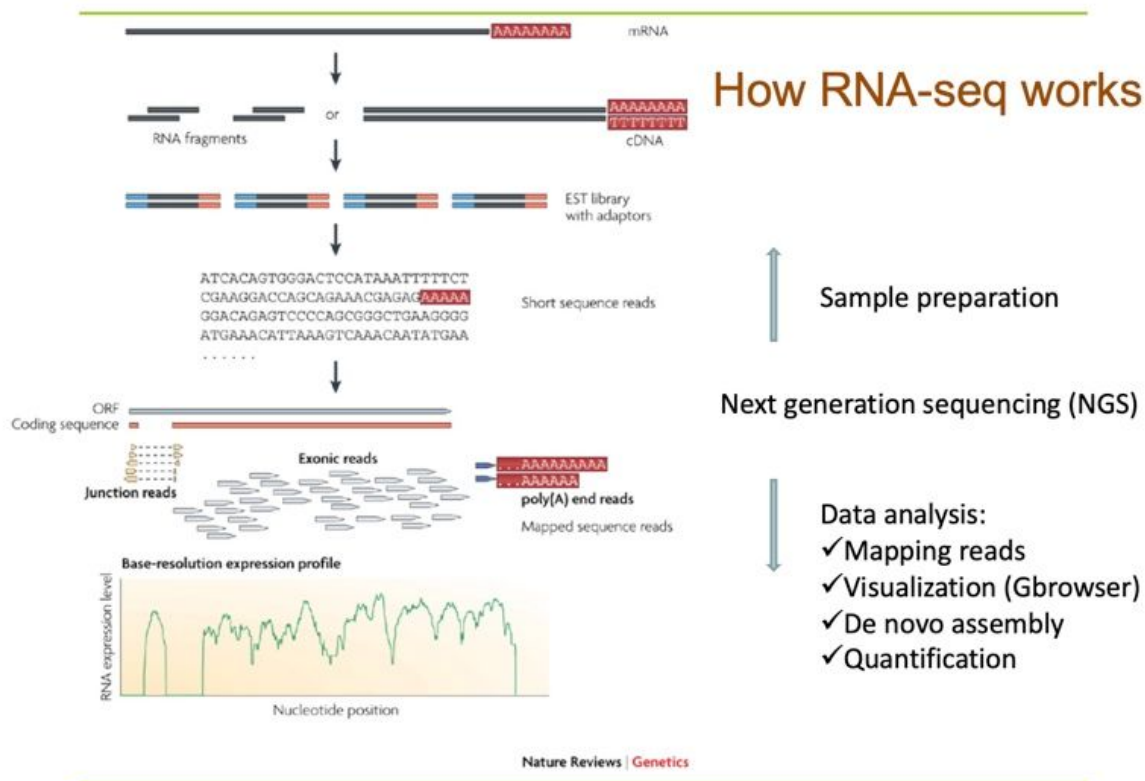 AAAAAAAA
mRNA
How RNA-seq works
or
AAAAAAAA
TTTTTTTT
RNA fragments
cDNA
EST library
with adaptors
ATCACAGTGGGACTCCATAAATTTTTCT
CGAAGGACCAGCAGAAACGAGAGAAAAA
GGACAGAGTCCCCAGCGGGCTGAAGGGG
ATGAAACATTAAAGTCAAACAATATGAA
. . . . . .
Short sequence reads
Sample preparation
Next generation sequencing (NGS)
ORF
Coding sequence
Junction reads
Exonic reads
...AAAAAAAAA
...AAAAAA
poly(A) end reads
Mapped sequence reads
Data analysis:
✓Mapping reads
✓Visualization (Gbrowser)
✓De novo assembly
✓Quantification
Base-resolution expression profile
RNA expression level
Nucleotide position
Nature Reviews | Genetics